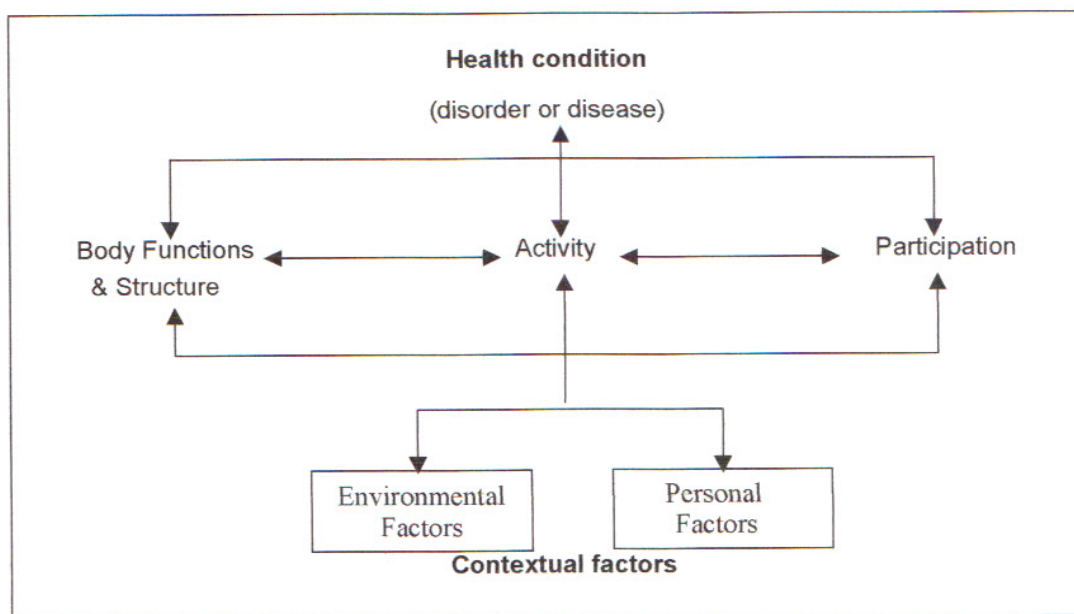 Health condition
(disorder or disease)
Body Functions
& Structure
Activity
Participation
Environmental
Factors
Personal
Factors
Contextual factors